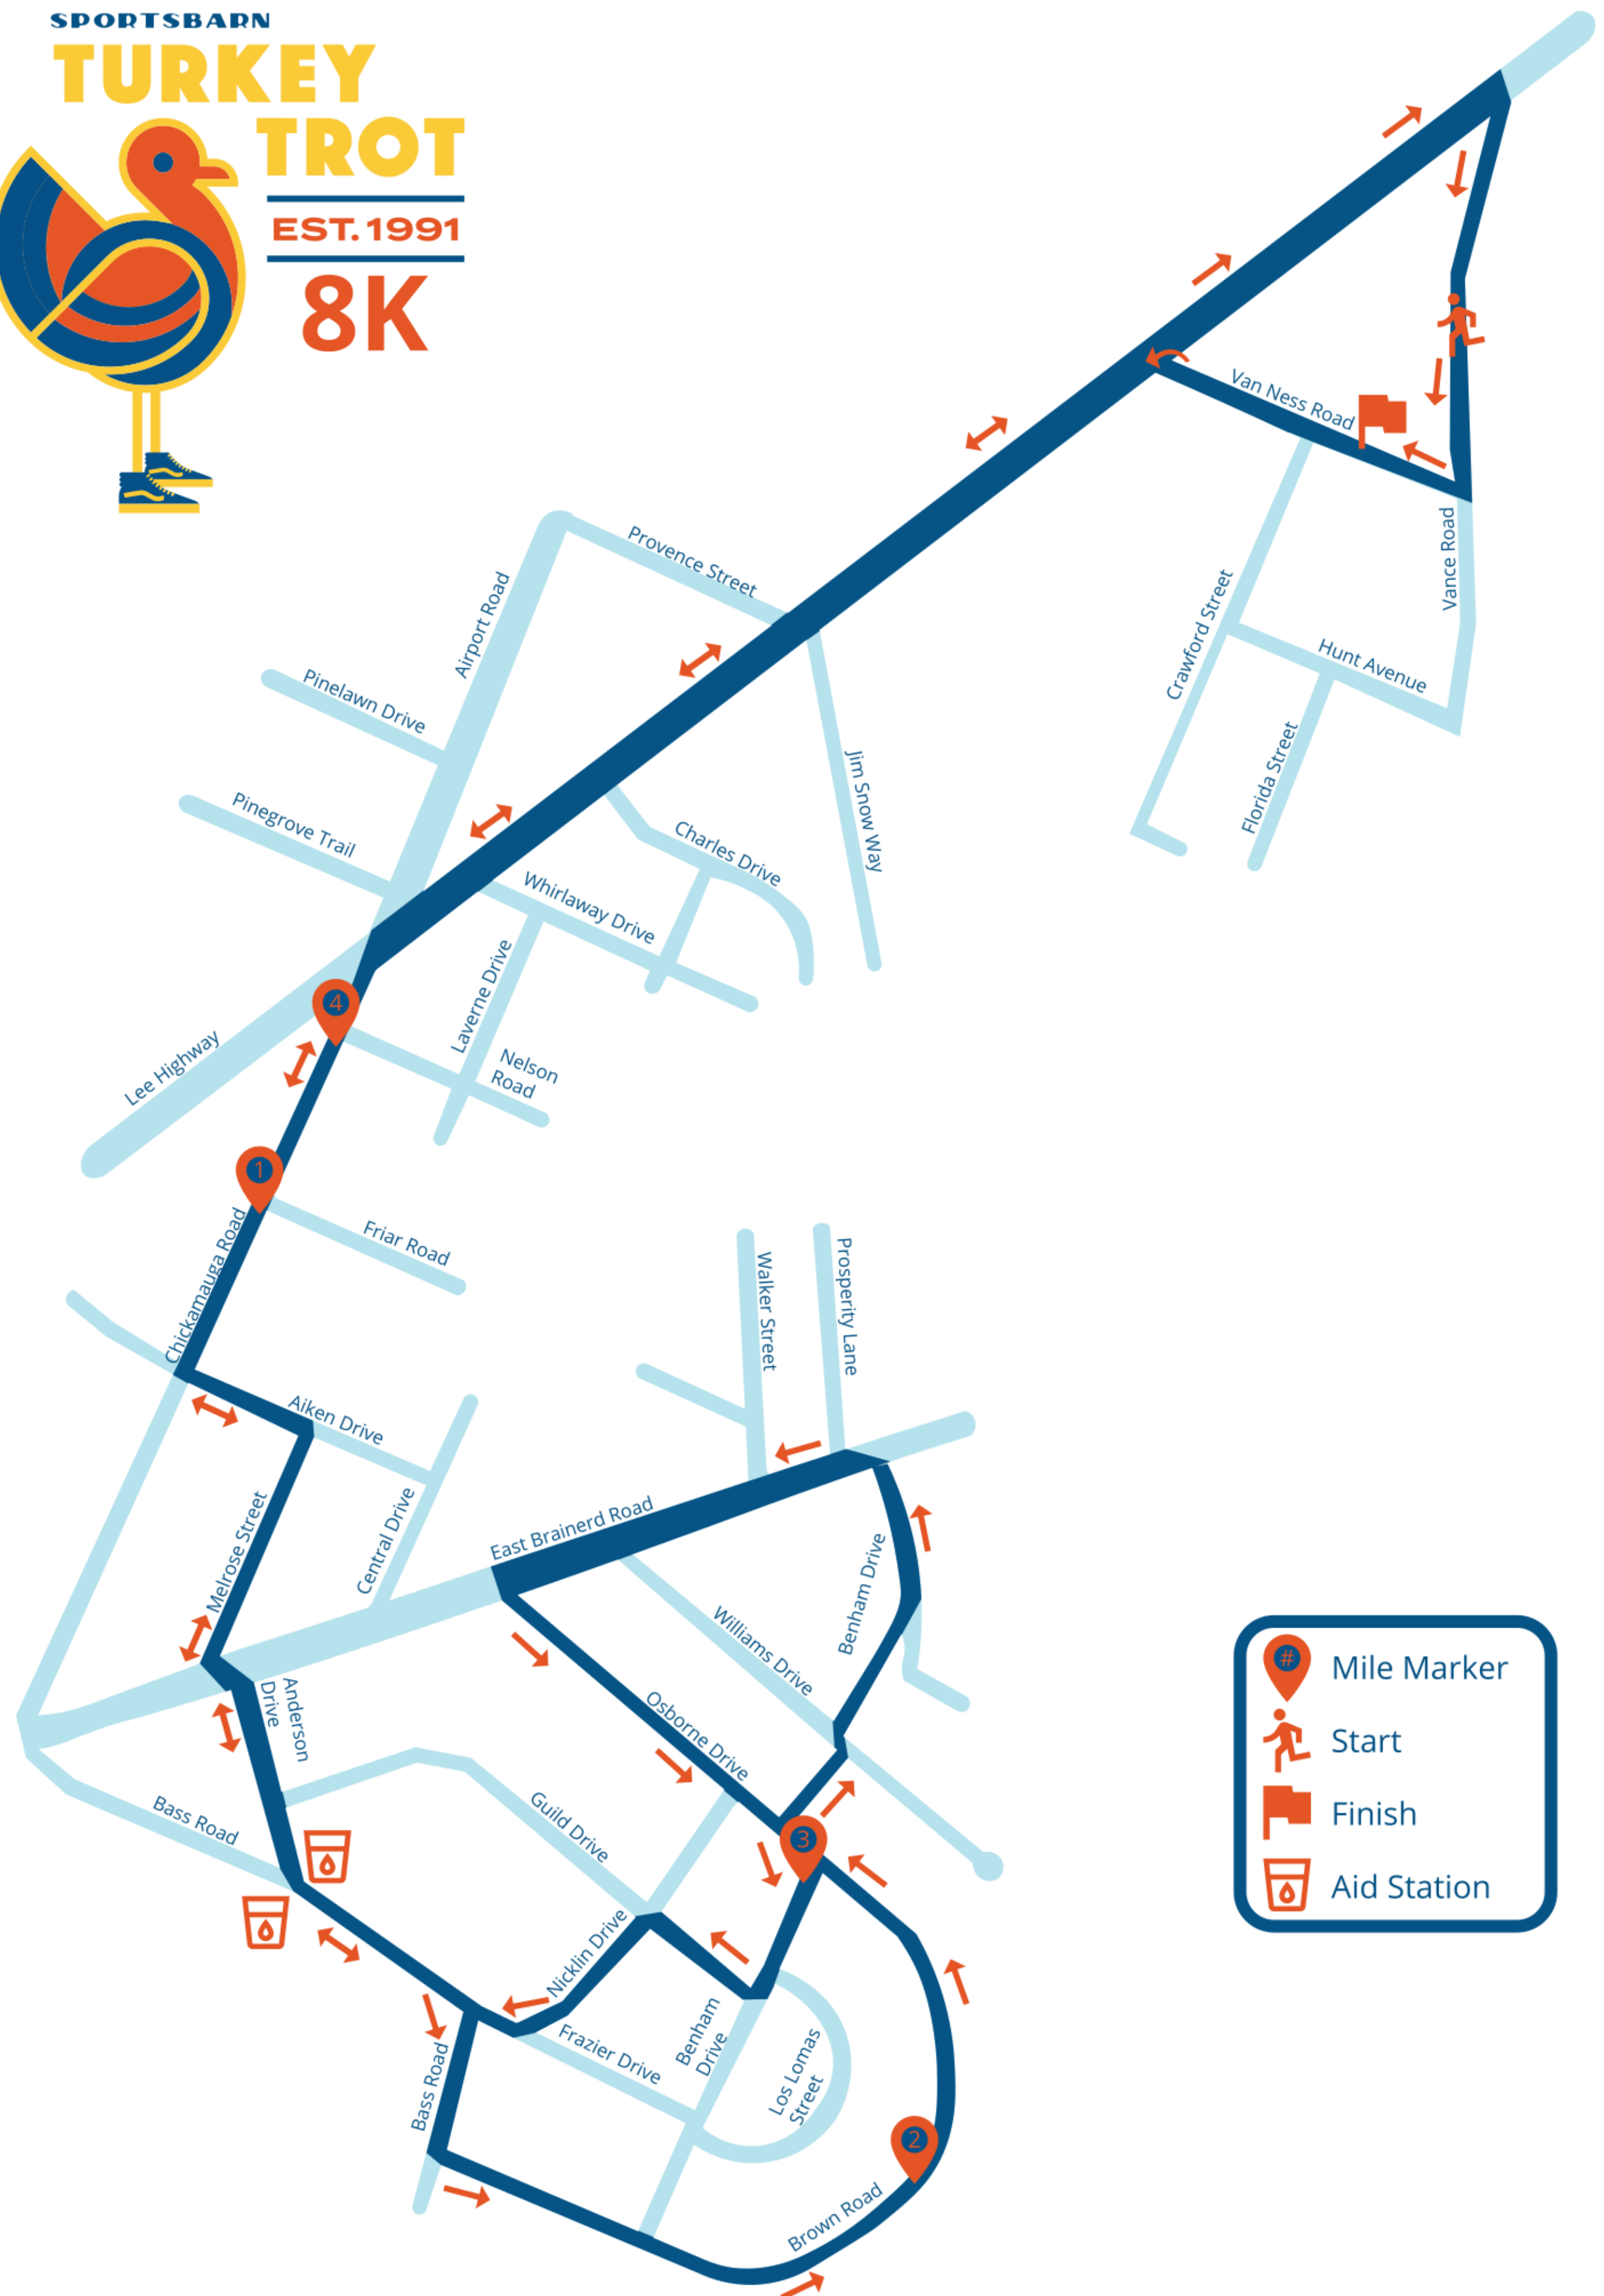 SPORTSBARN
TURKEY
TROT
EST.1991
8K
Van Ness Road
Provence Street
Airport Road
Vance Road
Crawford Street
Hunt Avenue
Pinelawn Drive
Florida Street
Jim Snow Way
Pinegrove Trail
Charles Drive
Whirlaway Drive
Laverne Drive
4
Lee Highway
Nelson
Road
1
Friar Road
Chickamauga Road
Walker Street
Prosperity Lane
Aiken Drive
Central Drive
Melrose Street
East Brainerd Road
Benham Drive
Williams Drive
Anderson
Drive
Osborne Drive
Guild Drive
Bass Road
3
Nicklin Drive
Frazier Drive
Benham
Drive
Los Lomas
Street
Bass Road
2
Brown Road
#
Mile Marker
Start
Finish
Aid Station